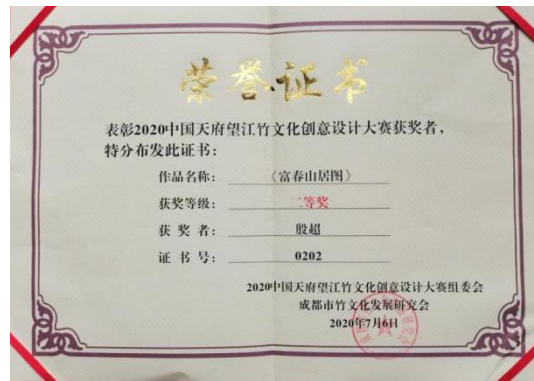 荣誉证书
表彰2020中国天府望江竹文化创意设计大赛获奖者，
特分布发此证书：
作品名称： 《富春山居图》
获奖等级： 二等奖
获 奖 者： 殷超
证 书 号： 0202
2020中国天府望江竹文化创意设计大赛组委会
成都市竹文化发展研究会
2020年7月6日